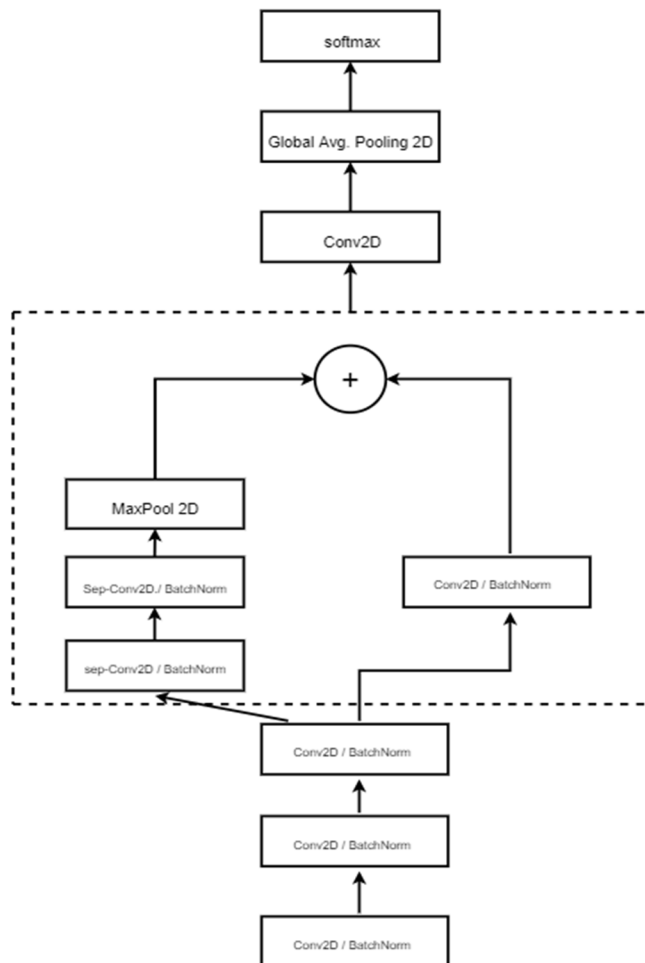 softmax
Global Avg. Pooling 2D
Conv2D
+
MaxPool 2D
Sep-Conv2D./ BatchNorm
Conv2D / BatchNorm
sep-Conv2D / BatchNorm
Conv2D / BatchNorm
Conv2D / BatchNorm
Conv2D / BatchNorm